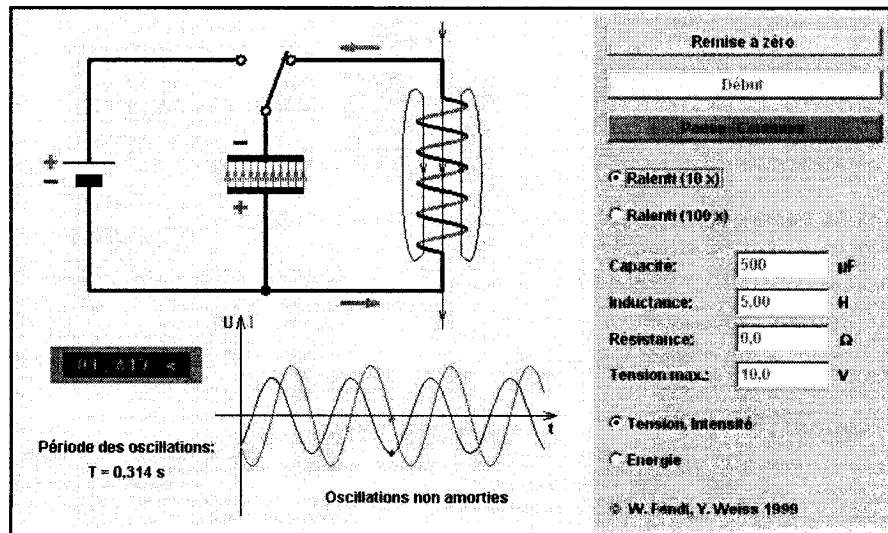 Remise à zéro
Début
Ralenti (10 x)
Ralenti (100 x)
Capacité: 500 µF
Inductance: 5,00 H
Résistance: 0,0 Ω
Tension max.: 10,0 V
Tension, Intensité
Energie
© W. Fendt, Y. Weiss 1999
+
-
-
+
U, I
t
Période des oscillations:
T = 0,314 s
Oscillations non amorties